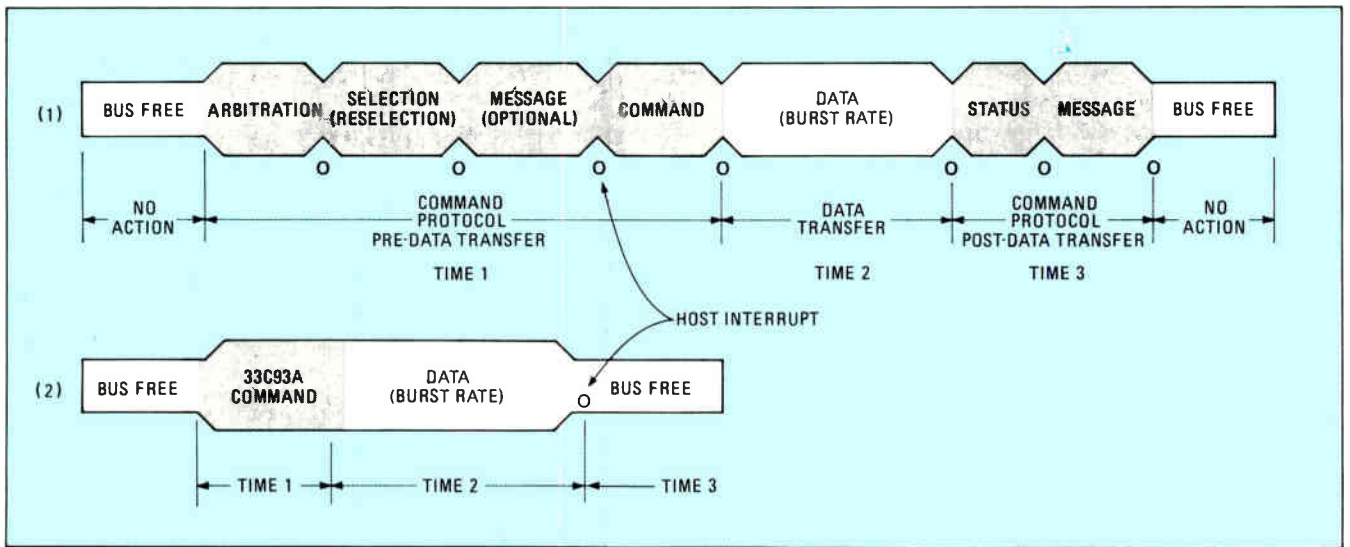 (1)
BUS FREE
ARBITRATION
SELECTION
(RESELECTION)
MESSAGE
(OPTIONAL)
COMMAND
DATA
(BURST RATE)
STATUS
MESSAGE
BUS FREE
O O O O O O O
NO
ACTION
COMMAND
PROTOCOL
PRE-DATA TRANSFER
TIME 1
DATA
TRANSFER
TIME 2
COMMAND
PROTOCOL
POST-DATA TRANSFER
TIME 3
NO
ACTION
HOST INTERRUPT
(2)
BUS FREE
33C93A
COMMAND
DATA
(BURST RATE)
O
BUS FREE
TIME 1
TIME 2
TIME 3